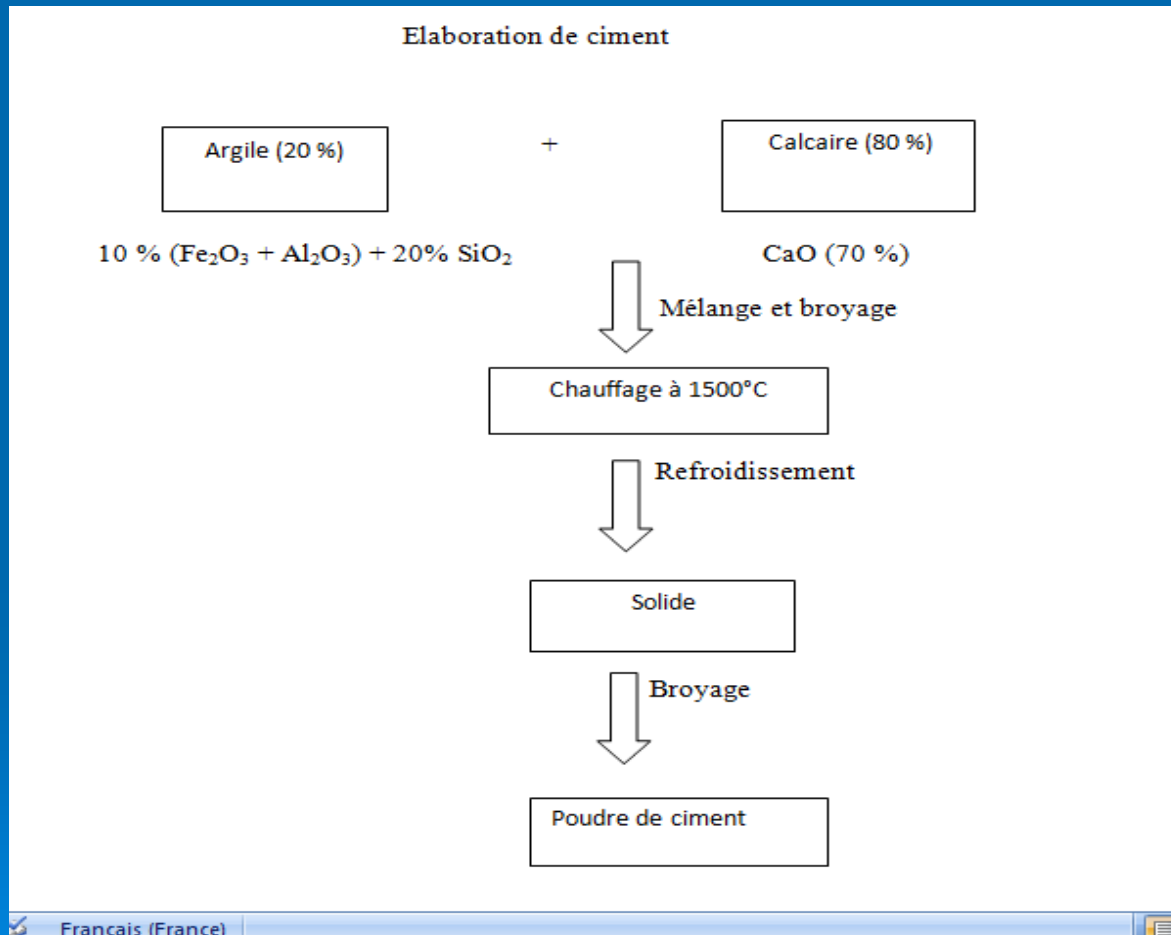 Elaboration de ciment
Argile (20 %)
+
Calcaire (80 %)
10 % (Fe₂O₃ + Al₂O₃) + 20% SiO₂
CaO (70 %)
Mélange et broyage
Chauffage à 1500°C
Refroidissement
Solide
Broyage
Poudre de ciment
Français (France)